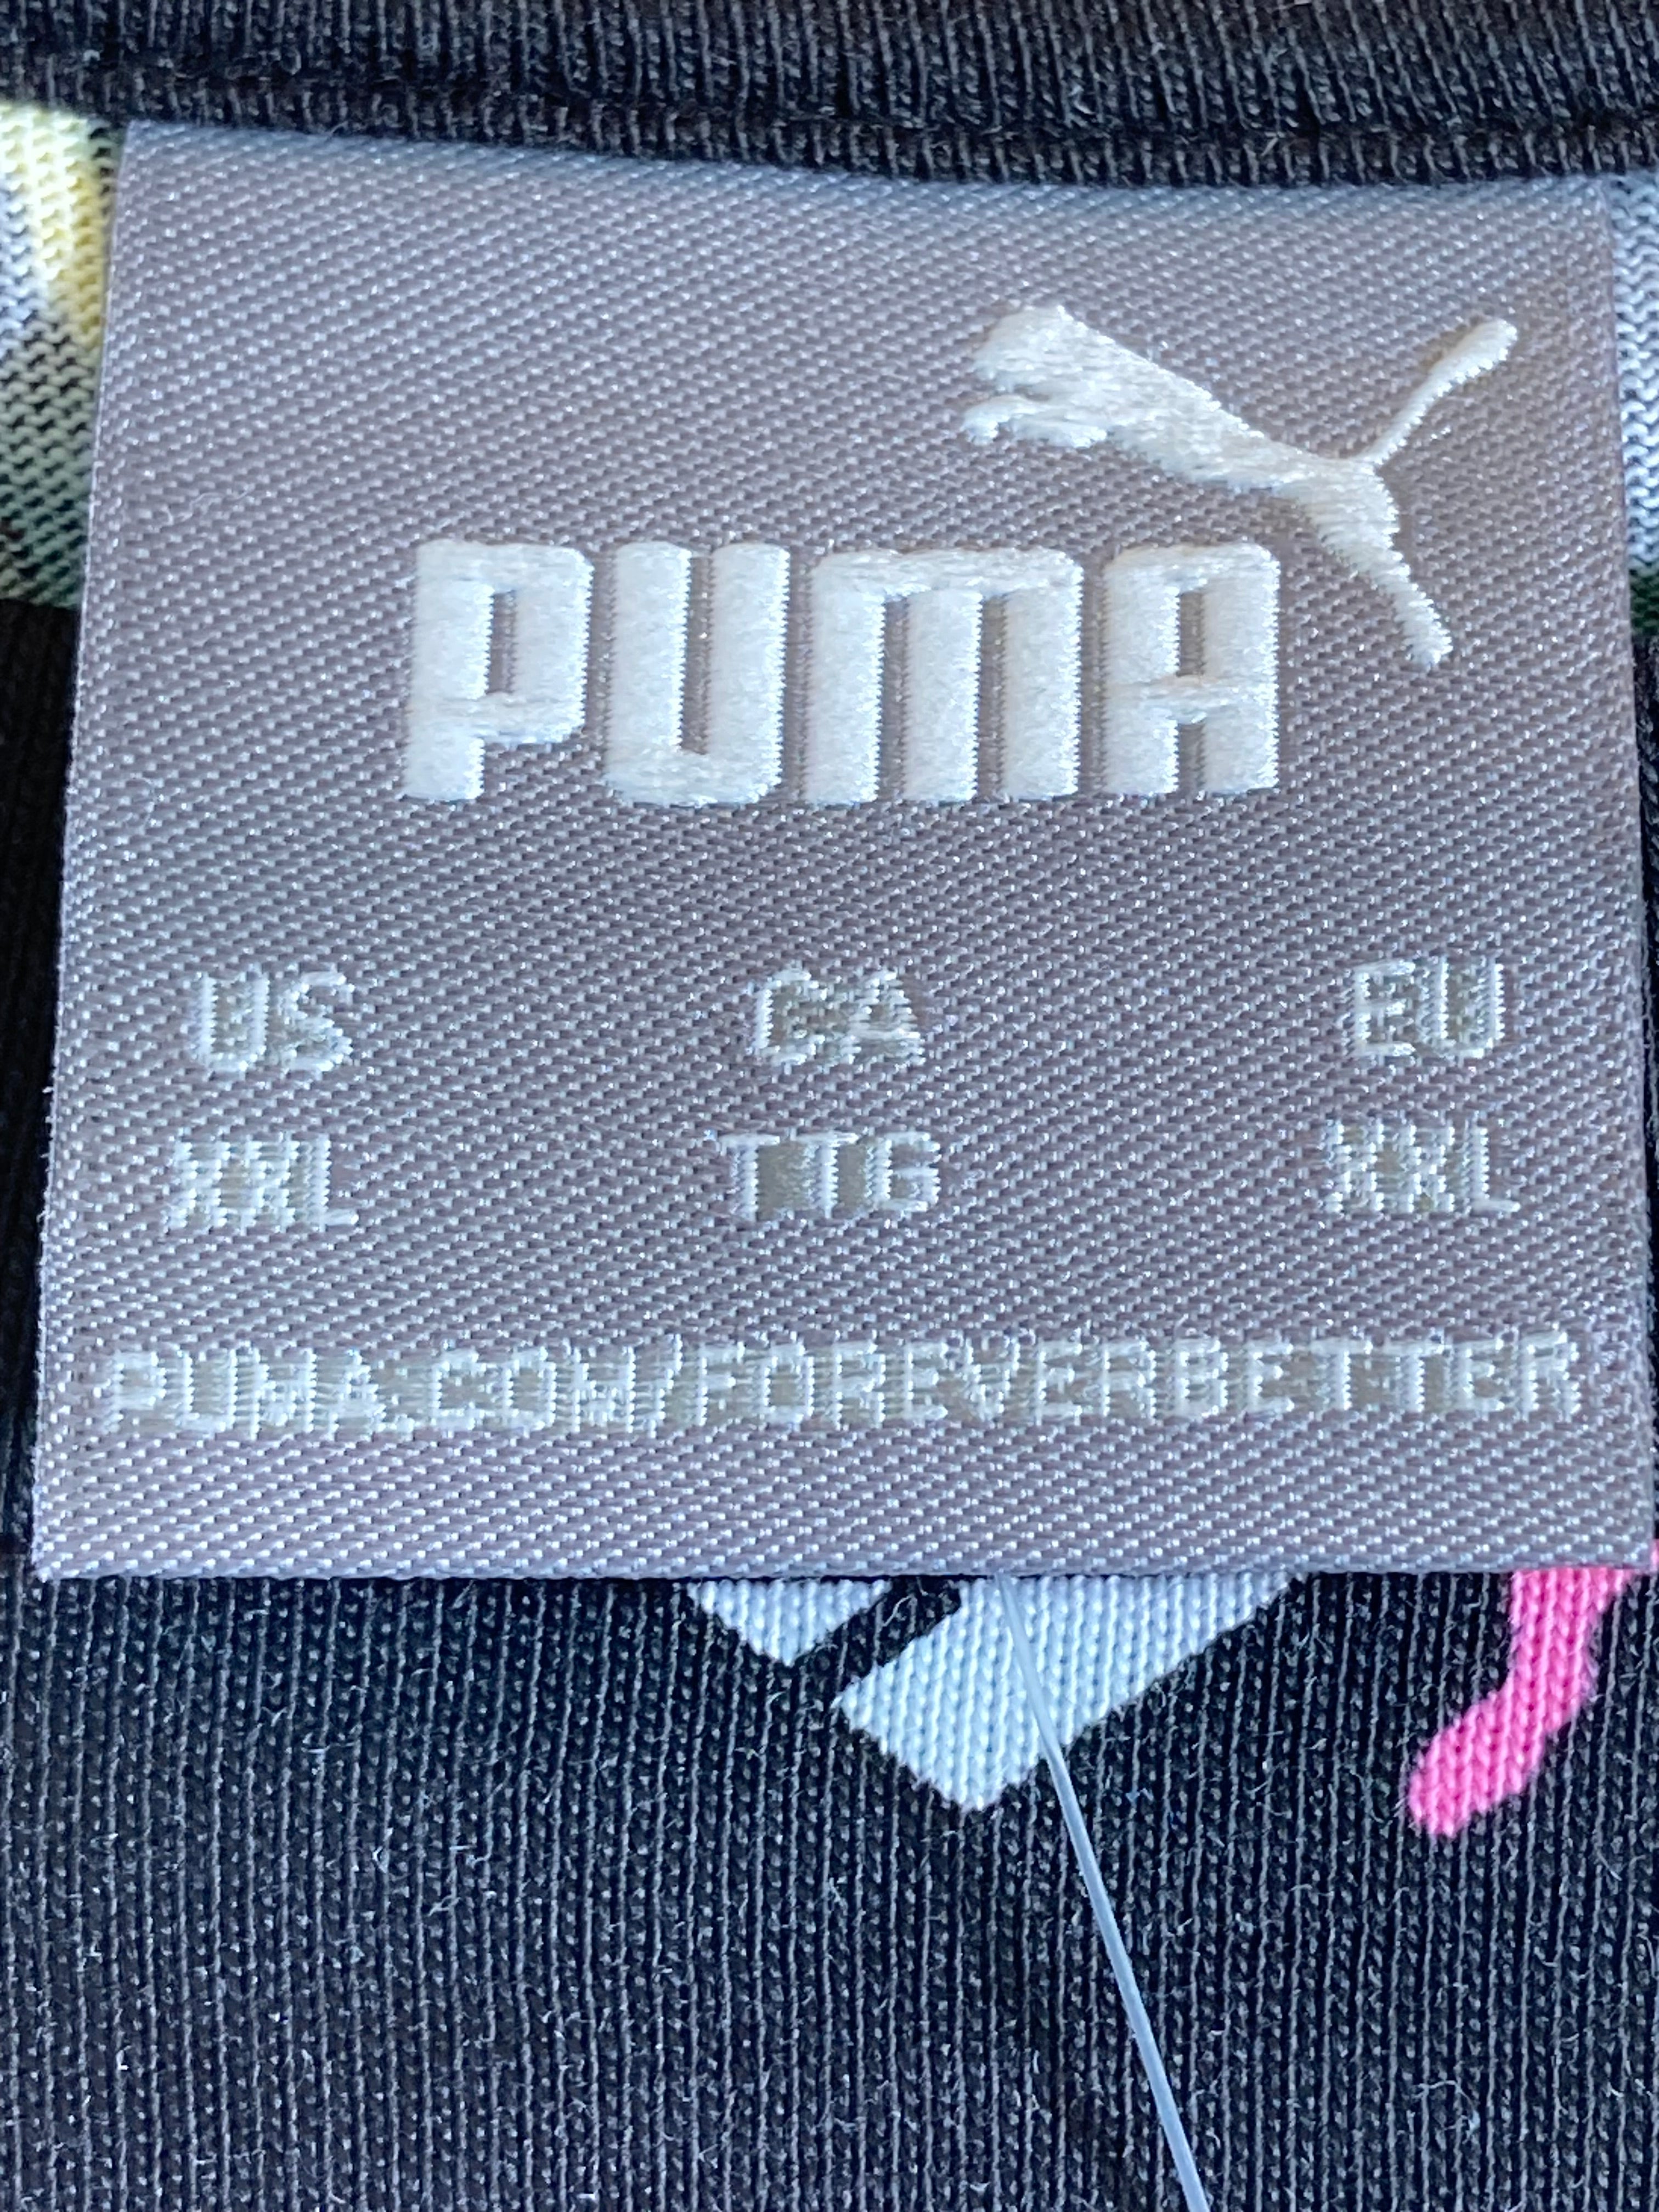 PUMA
US CA EU
XXL TTG XXL
PUMA.COM/FOREVERBETTER